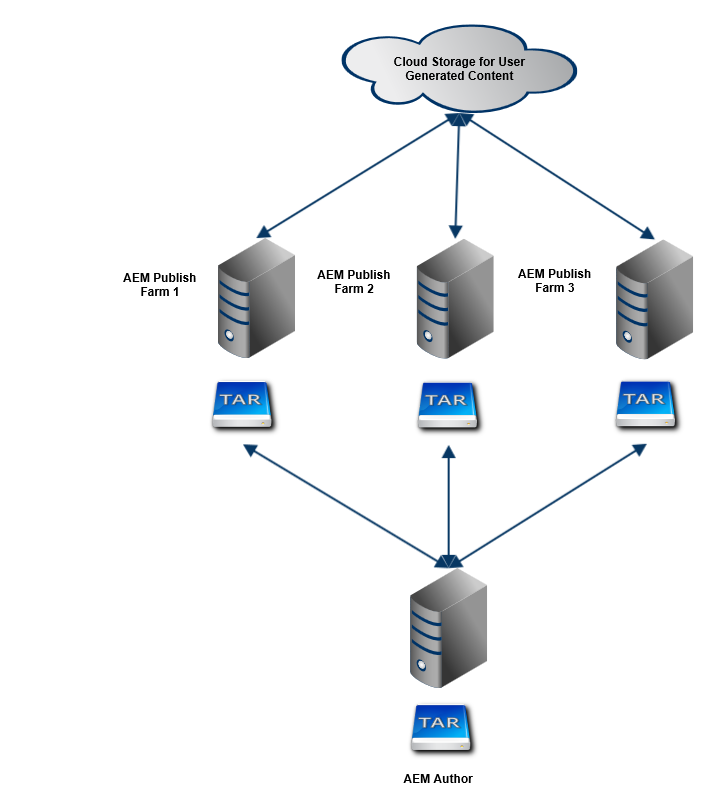 Cloud Storage for User
Generated Content
AEM Publish
Farm 1
AEM Publish
Farm 2
AEM Publish
Farm 3
TAR
TAR
TAR
TAR
AEM Author